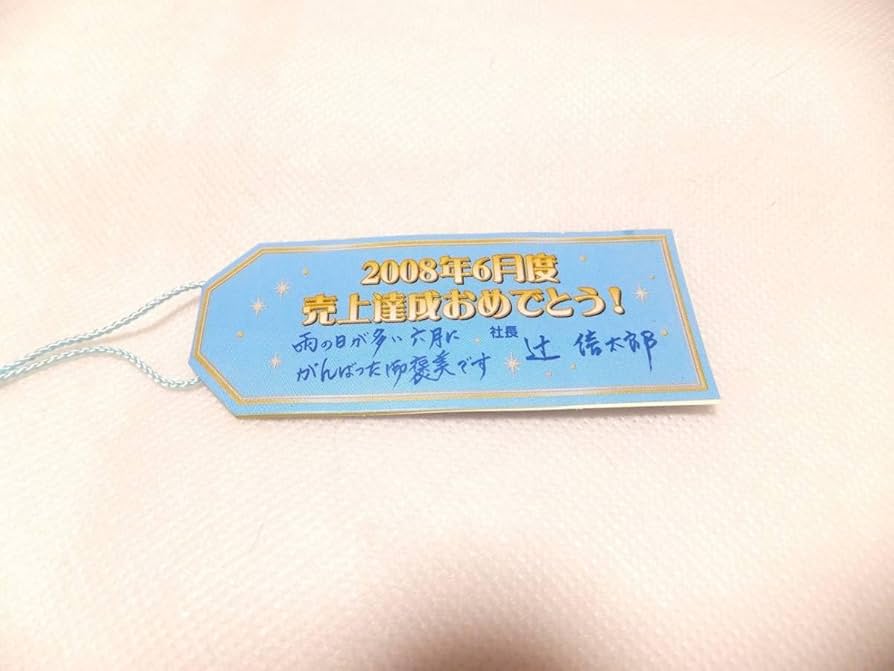 2008年6月度
売上達成おめでとう!
雨の日が多い六月に
がんばった御褒美です
社長 辻 信太郎